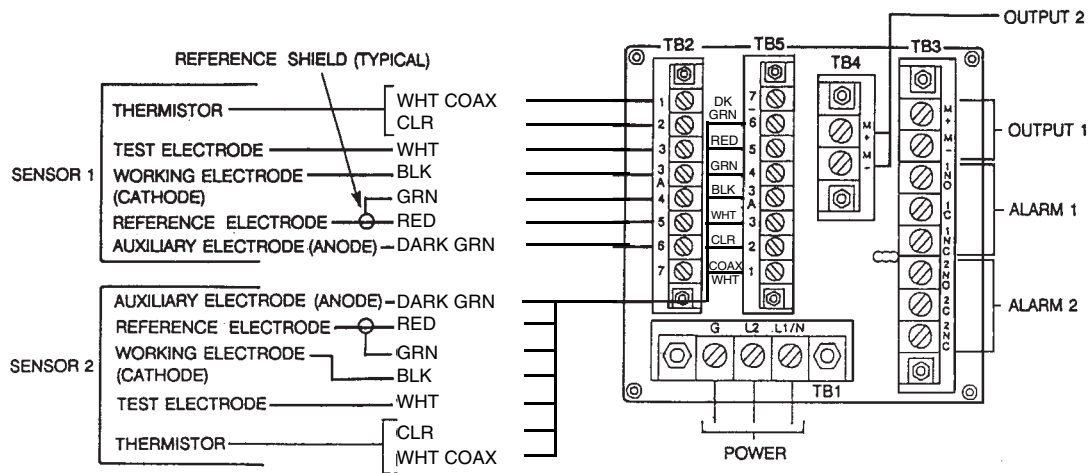 OUTPUT 2
TB2
TB5
TB4
TB3
REFERENCE SHIELD (TYPICAL)
SENSOR 1
THERMISTOR
WHT COAX
CLR
TEST ELECTRODE
WHT
WORKING ELECTRODE
(CATHODE)
BLK
GRN
REFERENCE ELECTRODE
RED
AUXILIARY ELECTRODE (ANODE)
DARK GRN
SENSOR 2
AUXILIARY ELECTRODE (ANODE)
DARK GRN
REFERENCE ELECTRODE
RED
GRN
WORKING ELECTRODE
(CATHODE)
BLK
TEST ELECTRODE
WHT
THERMISTOR
CLR
WHT COAX
1
2
3
3
A
4
5
6
7
DK
GRN
RED
GRN
BLK
WHT
CLR
COAX
WHT
7
6
5
4
3
A
3
2
1
M
+
M
-
M
+
M
-
1NO
1C
1NC
2NO
2C
2NC
OUTPUT 1
ALARM 1
ALARM 2
G
L2
L1/N
TB1
POWER